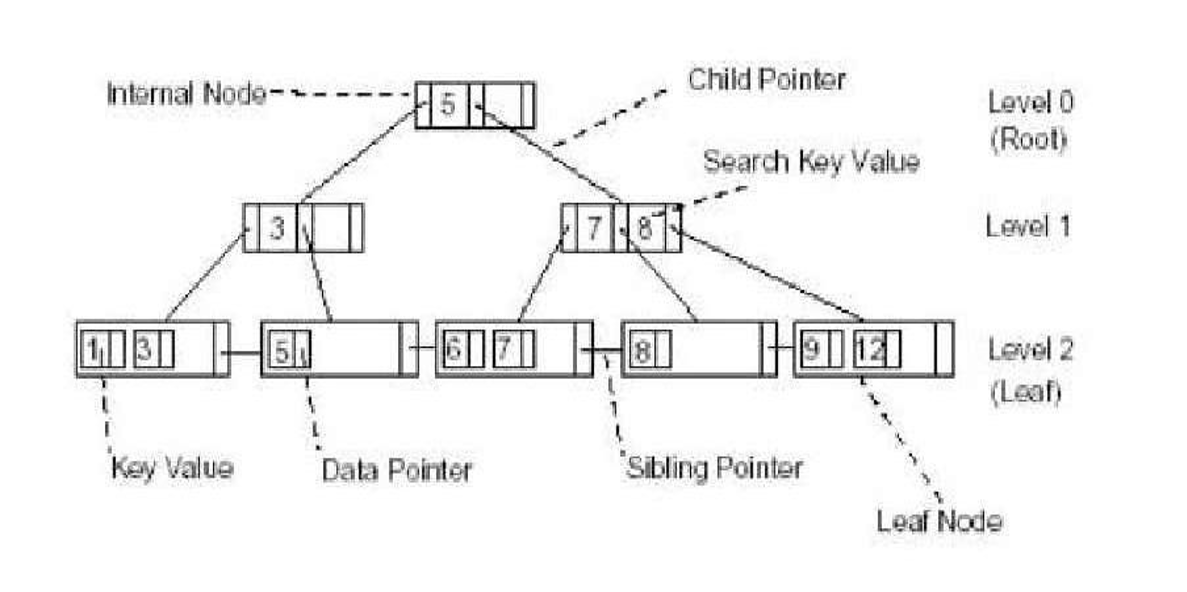 Internal Node
5
Child Pointer
Level 0
(Root)
Search Key Value
3
7 8
Level 1
1 3 5 6 7 8 9 12
Level 2
(Leaf)
Key Value
Data Pointer
Sibling Pointer
Leaf Node